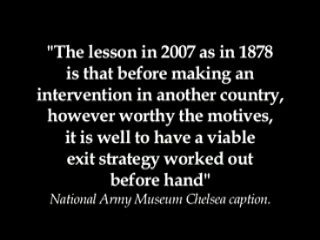 "The lesson in 2007 as in 1878
is that before making an
intervention in another country,
however worthy the motives,
it is well to have a viable
exit strategy worked out
before hand"
National Army Museum Chelsea caption.